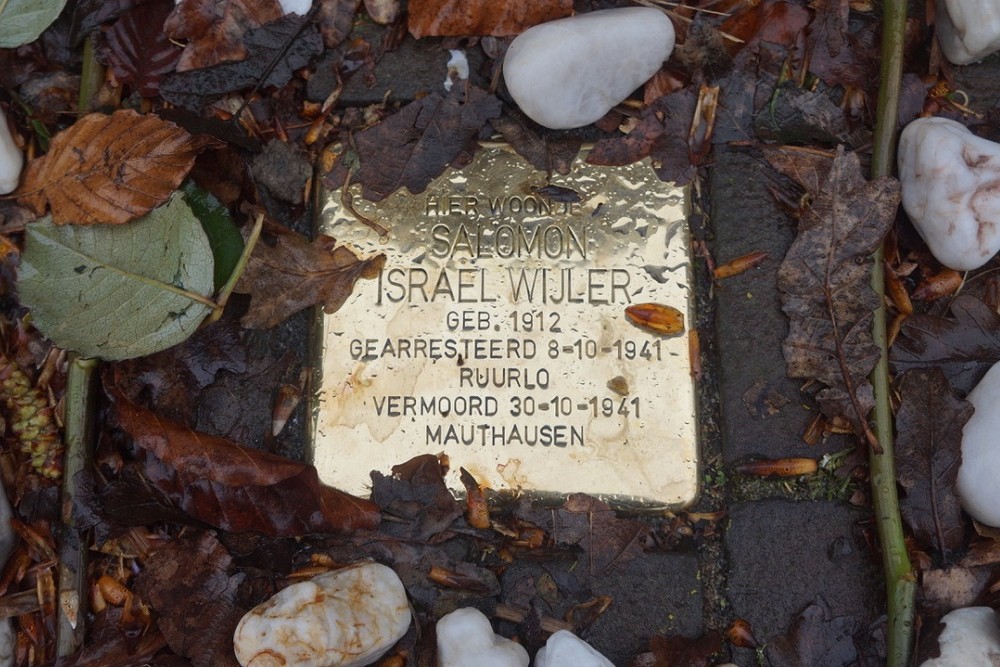 HIER WOONDE
SALOMON
ISRAEL WIJLER
GEB. 1912
GEARRESTEERD 8-10-1941
RUURLO
VERMOORD 30-10-1941
MAUTHAUSEN